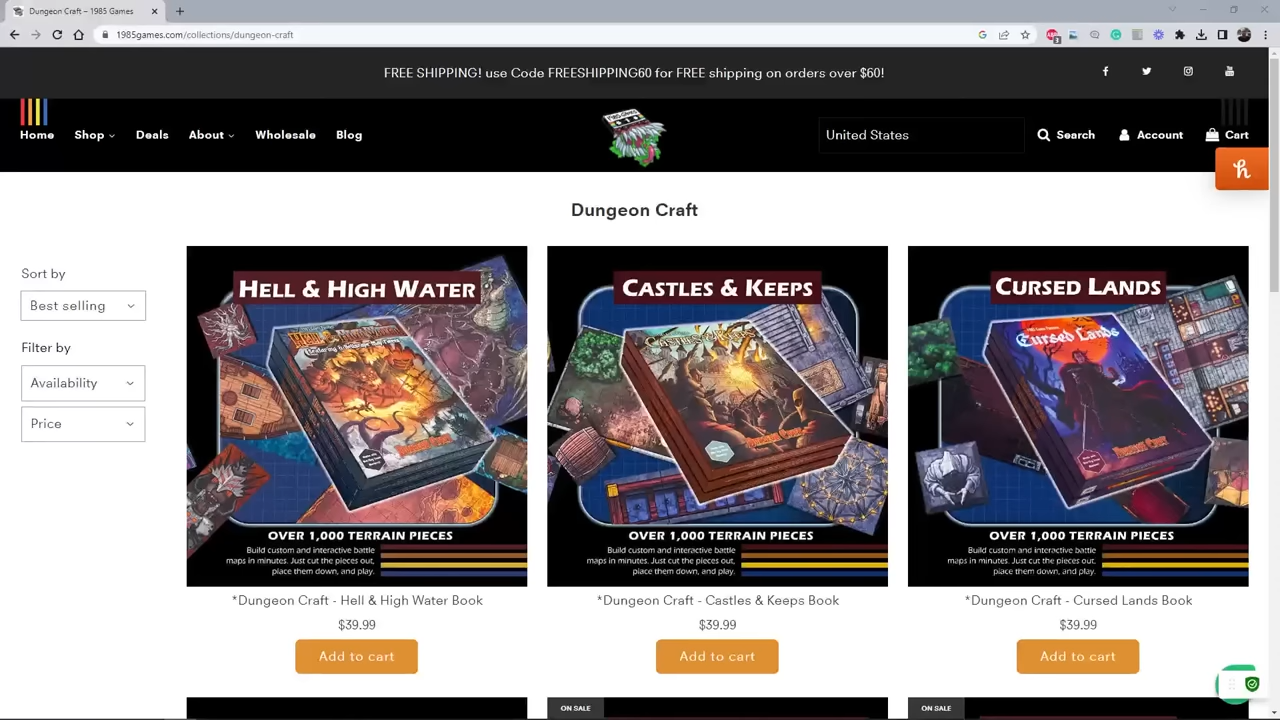 Dungeon Craft – 1985 Games
1985games.com/collections/dungeon-craft
FREE SHIPPING! use Code FREESHIPPING60 for FREE shipping on orders over $60!
Home
Shop
Deals
About
Wholesale
Blog
United States
Search
Account
Cart
Dungeon Craft
Sort by
Best selling
Filter by
Availability
Price
HELL & HIGH WATER
OVER 1,000 TERRAIN PIECES
Build custom and interactive battle
maps in minutes. Just cut the pieces out,
place them down, and play.
*Dungeon Craft - Hell & High Water Book
$39.99
Add to cart
CASTLES & KEEPS
OVER 1,000 TERRAIN PIECES
Build custom and interactive battle
maps in minutes. Just cut the pieces out,
place them down, and play.
*Dungeon Craft - Castles & Keeps Book
$39.99
Add to cart
CURSED LANDS
Cursed Lands
OVER 1,000 TERRAIN PIECES
Build custom and interactive battle
maps in minutes. Just cut the pieces out,
place them down, and play.
*Dungeon Craft - Cursed Lands Book
$39.99
Add to cart
ON SALE
ON SALE